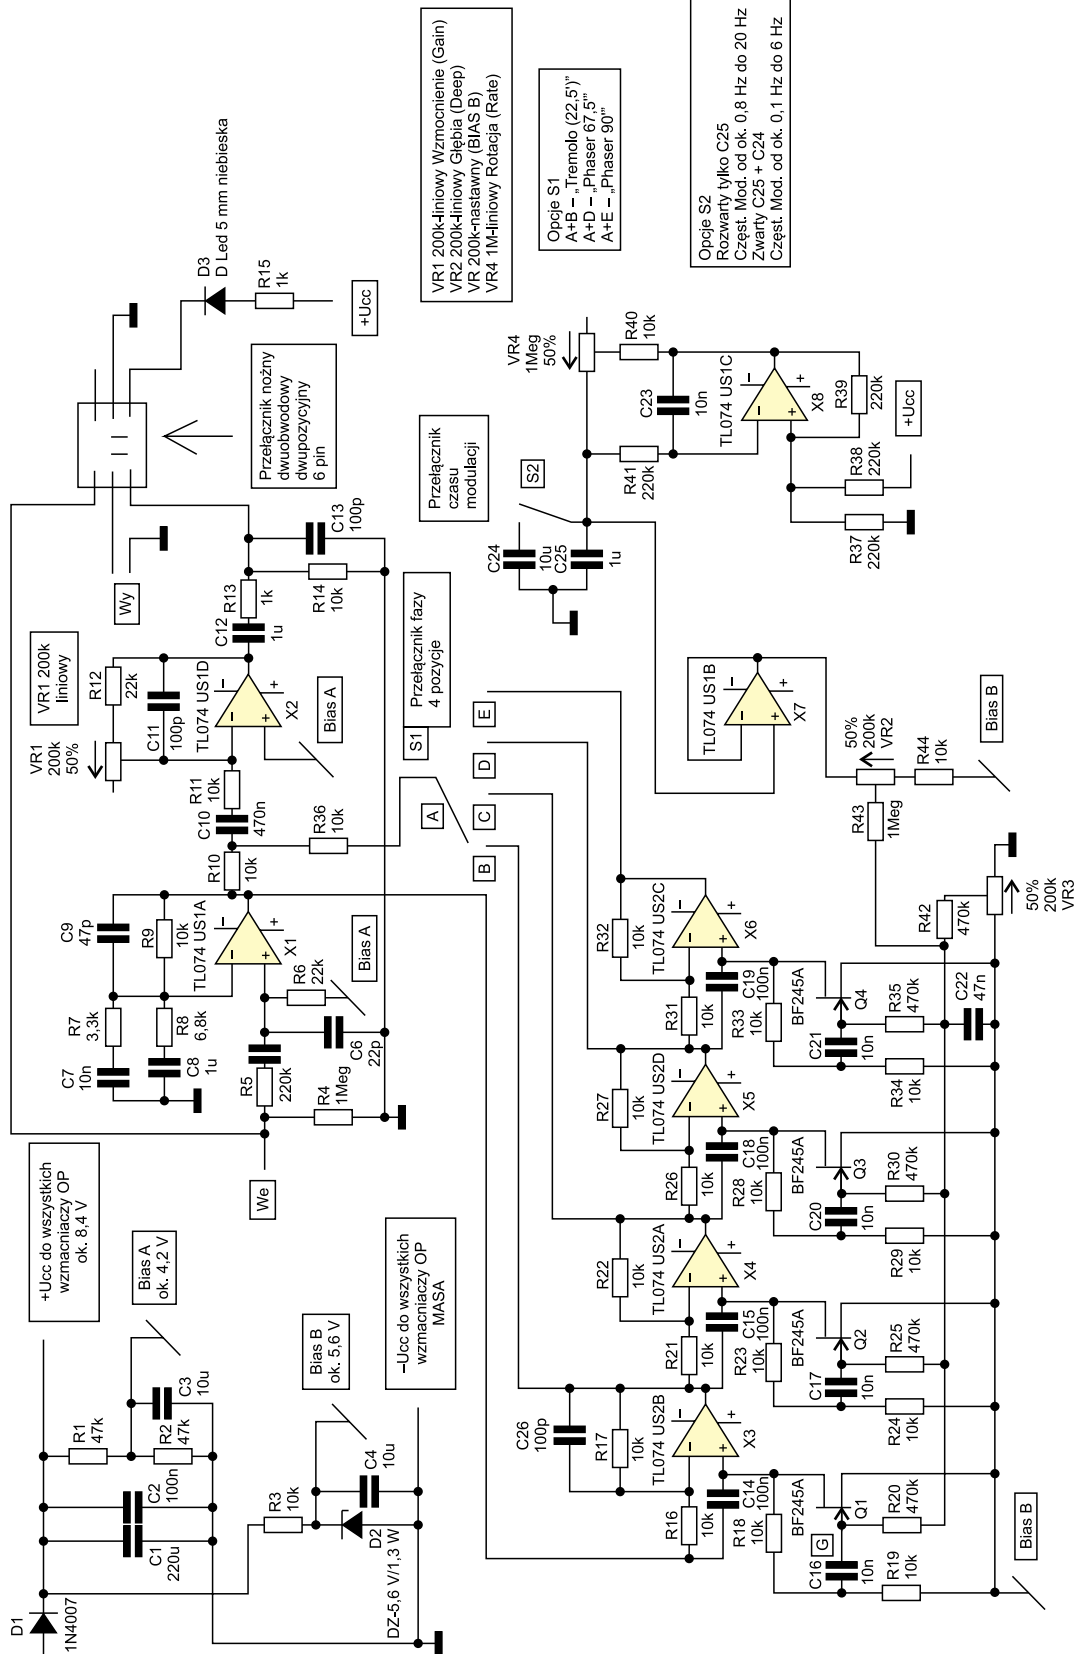 D1
1N4007
C1
220u
C2
100n
R1
47k
R2
47k
C3
10u
Bias A
ok. 4,2 V
+Ucc do wszystkich
wzmacniaczy OP
ok. 8,4 V
R3
10k
D2
DZ-5,6 V/1,3 W
C4
10u
Bias B
ok. 5,6 V
–Ucc do wszystkich
wzmacniaczy OP
MASA
We
R4
1Meg
R5
220k
C6
22p
R6
22k
Bias A
C7
10n
R7
3,3k
C8
1u
R8
6,8k
C9
47p
R9
10k
TL074 US1A
X1
R10
10k
C10
470n
R11
10k
R36
10k
VR1
200k
50%
VR1 200k
liniowy
R12
22k
C11
100p
TL074 US1D
X2
Bias A
C12
1u
R13
1k
R14
10k
C13
100p
Wy
Przełącznik nożny
dwuobwodowy
dwupozycyjny
6 pin
D3
D Led 5 mm niebieska
R15
1k
+Ucc
S1
Przełącznik fazy
4 pozycje
A
B
C
D
E
Przełącznik
czasu
modulacji
S2
C24
10u
C25
1u
VR4
1Meg
50%
R40
10k
R41
220k
C23
10n
TL074 US1C
X8
R39
220k
R38
220k
R37
220k
+Ucc
VR1 200k-liniowy Wzmocnienie (Gain)
VR2 200k-liniowy Głębia (Deep)
VR 200k-nastawny (BIAS B)
VR4 1M-liniowy Rotacja (Rate)
Opcje S1
A+B – „Tremolo (22,5')”
A+D – „Phaser 67,5'”
A+E – „Phaser 90'”
Opcje S2
Rozwarty tylko C25
Częst. Mod. od ok. 0,8 Hz do 20 Hz
Zwarty C25 + C24
Częst. Mod. od ok. 0,1 Hz do 6 Hz
R16
10k
R17
10k
C26
100p
TL074 US2B
X3
C14
100n
R18
10k
BF245A
Q1
G
C16
10n
R19
10k
R20
470k
Bias B
R21
10k
R22
10k
TL074 US2A
X4
C15
100n
R23
10k
BF245A
Q2
C17
10n
R24
10k
R25
470k
R26
10k
R27
10k
TL074 US2D
X5
C18
100n
R28
10k
BF245A
Q3
C20
10n
R29
10k
R30
470k
R31
10k
R32
10k
TL074 US2C
X6
C19
100n
R33
10k
BF245A
Q4
C21
10n
R34
10k
R35
470k
C22
47n
R42
470k
50%
200k
VR3
R43
1Meg
50%
200k
VR2
R44
10k
Bias B
TL074 US1B
X7